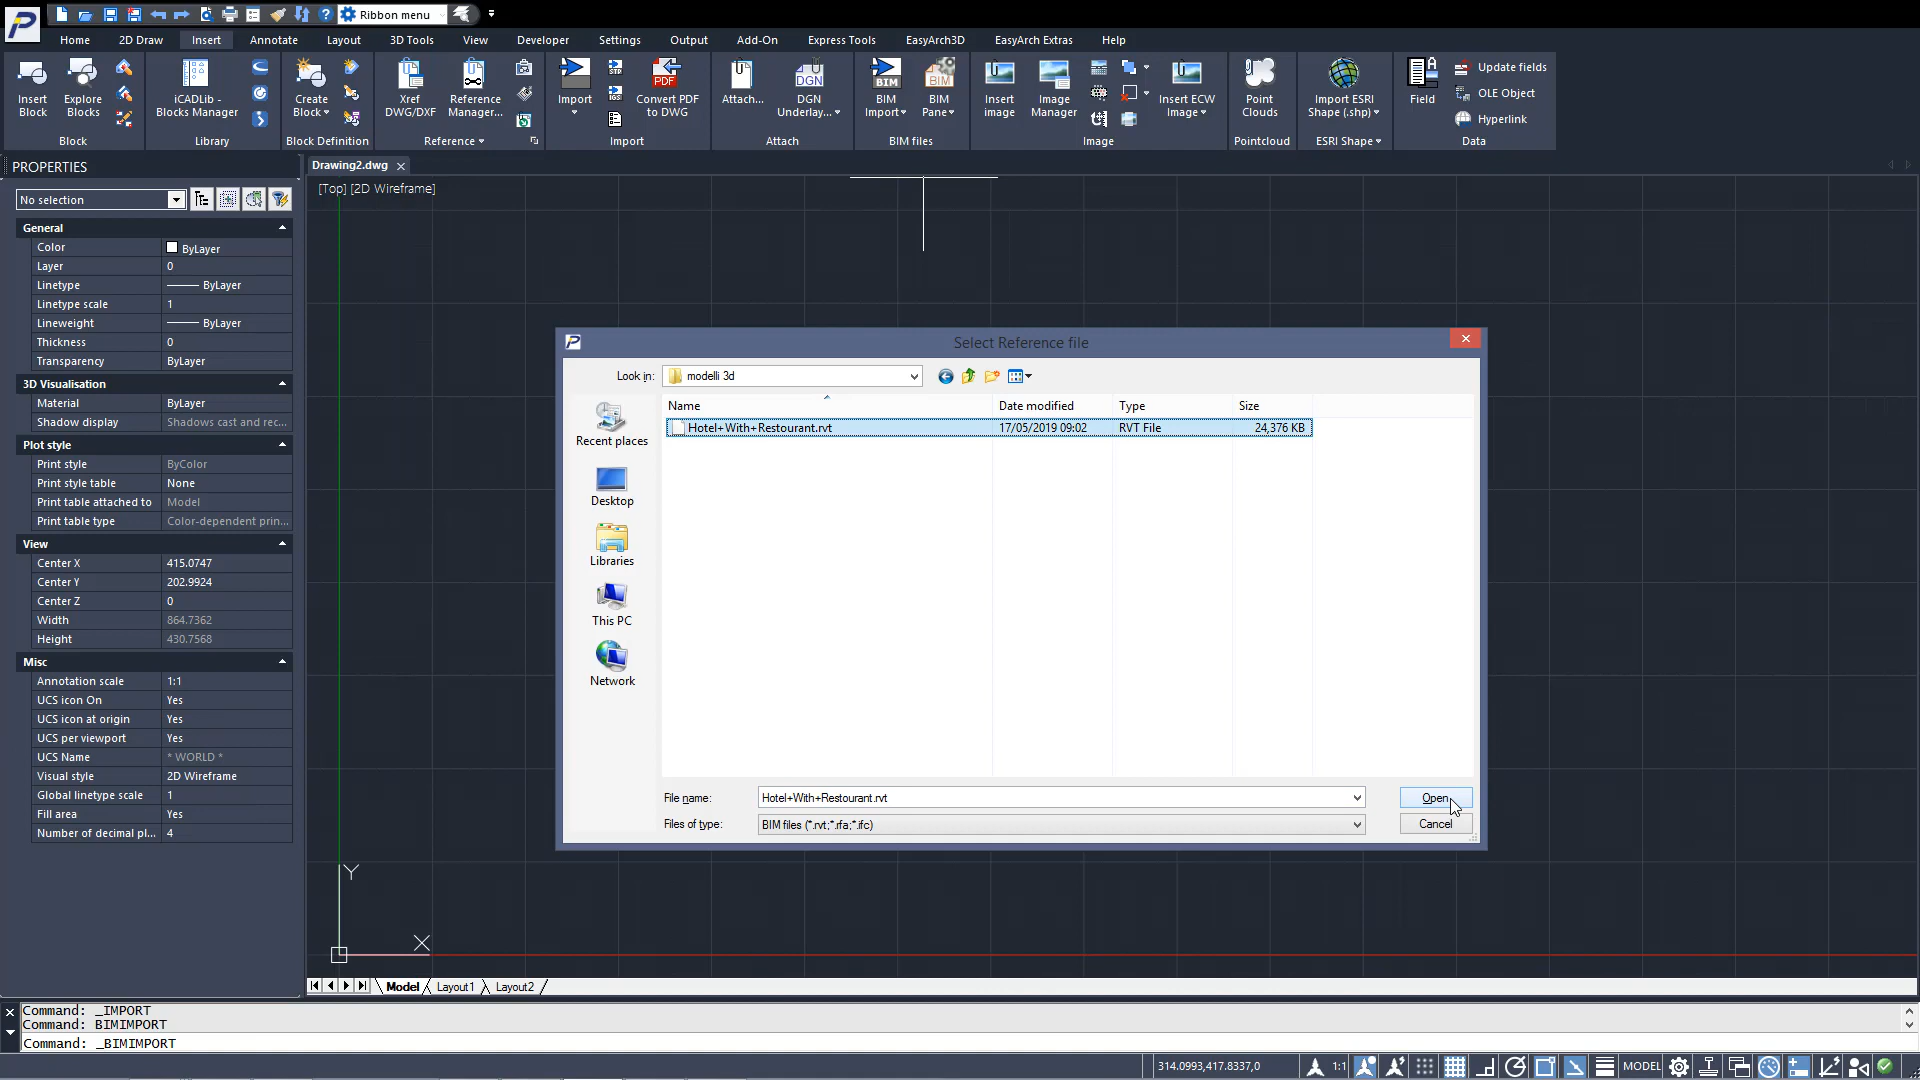 Ribbon menu
Home 2D Draw Insert Annotate Layout 3D Tools View Developer Settings Output Add-On Express Tools EasyArch3D EasyArch Extras Help
Insert Block
Explore Blocks
Block
iCADLib - Blocks Manager
Library
Create Block
Block Definition
Xref DWG/DXF
Reference Manager...
Reference
Import
STP
IGS
PDF
Convert PDF to DWG
Import
Attach...
DGN
DGN Underlay...
Attach
BIM
BIM Import
BIM
BIM Pane
BIM files
Insert image
Image Manager
Insert ECW Image
Image
Point Clouds
Pointcloud
Import ESRI Shape (.shp)
ESRI Shape
Field
Update fields
OLE Object
Hyperlink
Data
PROPERTIES
Drawing2.dwg
[Top] [2D Wireframe]
No selection
General
Color ByLayer
Layer 0
Linetype ByLayer
Linetype scale 1
Lineweight ByLayer
Thickness 0
Transparency ByLayer
3D Visualisation
Material ByLayer
Shadow display Shadows cast and rec...
Plot style
Print style ByColor
Print style table None
Print table attached to Model
Print table type Color-dependent prin...
View
Center X 415.0747
Center Y 202.9924
Center Z 0
Width 864.7362
Height 430.7568
Misc
Annotation scale 1:1
UCS icon On Yes
UCS icon at origin Yes
UCS per viewport Yes
UCS Name * WORLD *
Visual style 2D Wireframe
Global linetype scale 1
Fill area Yes
Number of decimal pl... 4
Select Reference file
Look in: modelli 3d
Name Date modified Type Size
Hotel+With+Restourant.rvt 17/05/2019 09:02 RVT File 24,376 KB
Recent places
Desktop
Libraries
This PC
Network
File name: Hotel+With+Restourant.rvt Open
Files of type: BIM files (*.rvt;*.rfa;*.ifc) Cancel
Y
X
Model Layout1 Layout2
Command: _IMPORT
Command: BIMIMPORT
Command: _BIMIMPORT
314.0993,417.8337,0 1:1 MODEL